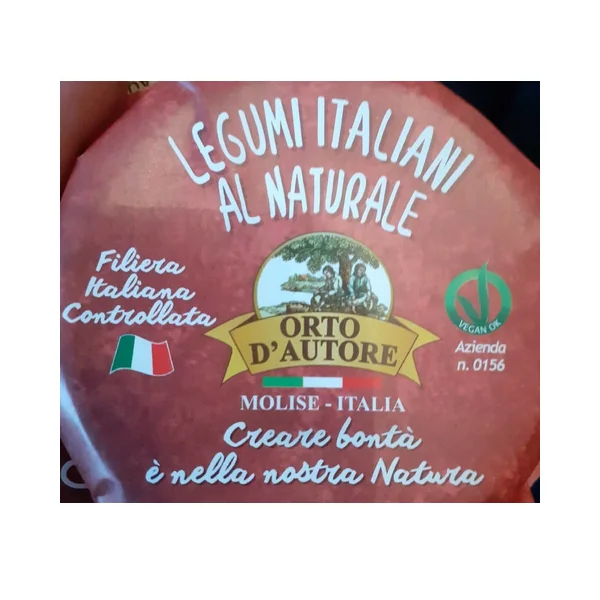 LEGUMI ITALIANI
AL NATURALE
Filiera
Italiana
Controllata
ORTO
D'AUTORE
MOLISE - ITALIA
VEGAN OK
Azienda
n. 0156
Creare bontà
è nella nostra Natura